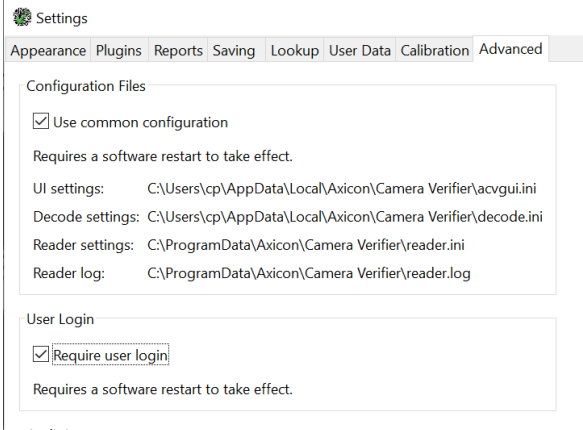 Settings
Appearance Plugins Reports Saving Lookup User Data Calibration Advanced
Configuration Files
Use common configuration
Requires a software restart to take effect.
UI settings: C:\Users\cp\AppData\Local\Axicon\Camera Verifier\acvgui.ini
Decode settings: C:\Users\cp\AppData\Local\Axicon\Camera Verifier\decode.ini
Reader settings: C:\ProgramData\Axicon\Camera Verifier\reader.ini
Reader log: C:\ProgramData\Axicon\Camera Verifier\reader.log
User Login
Require user login
Requires a software restart to take effect.